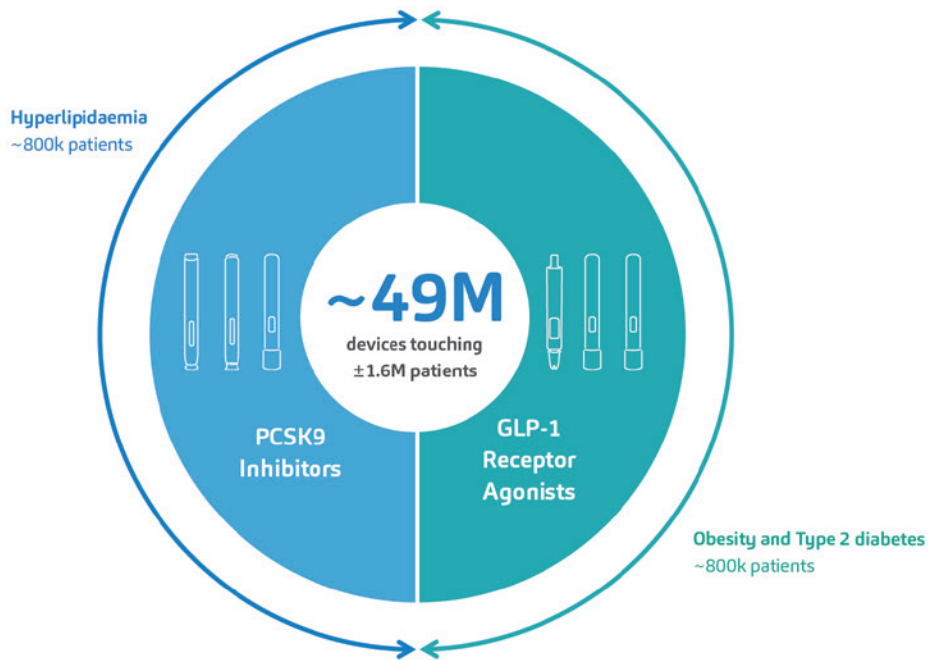 Hyperlipidaemia
~800k patients
~49M
devices touching
±1.6M patients
PCSK9
Inhibitors
GLP-1
Receptor
Agonists
Obesity and Type 2 diabetes
~800k patients